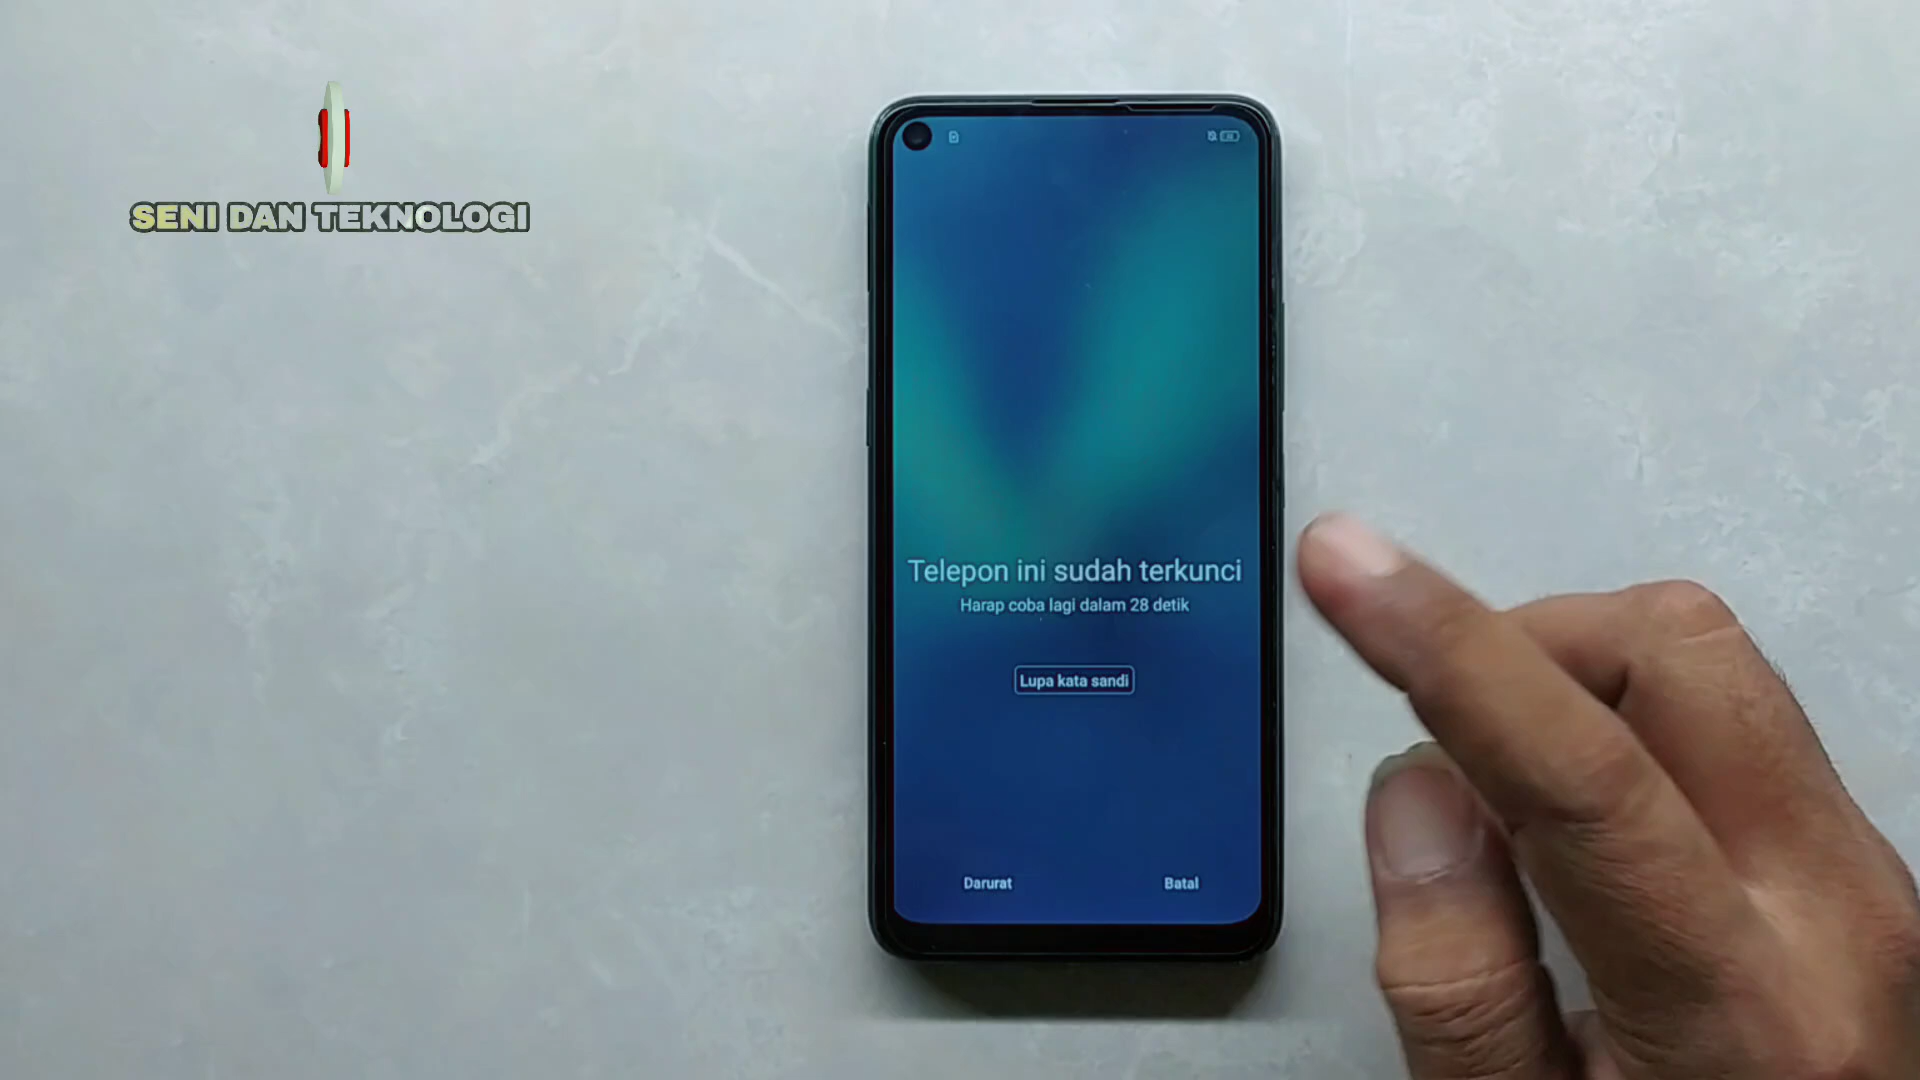 SENI DAN TEKNOLOGI
Telepon ini sudah terkunci
Harap coba lagi dalam 28 detik
Lupa kata sandi
Darurat
Batal